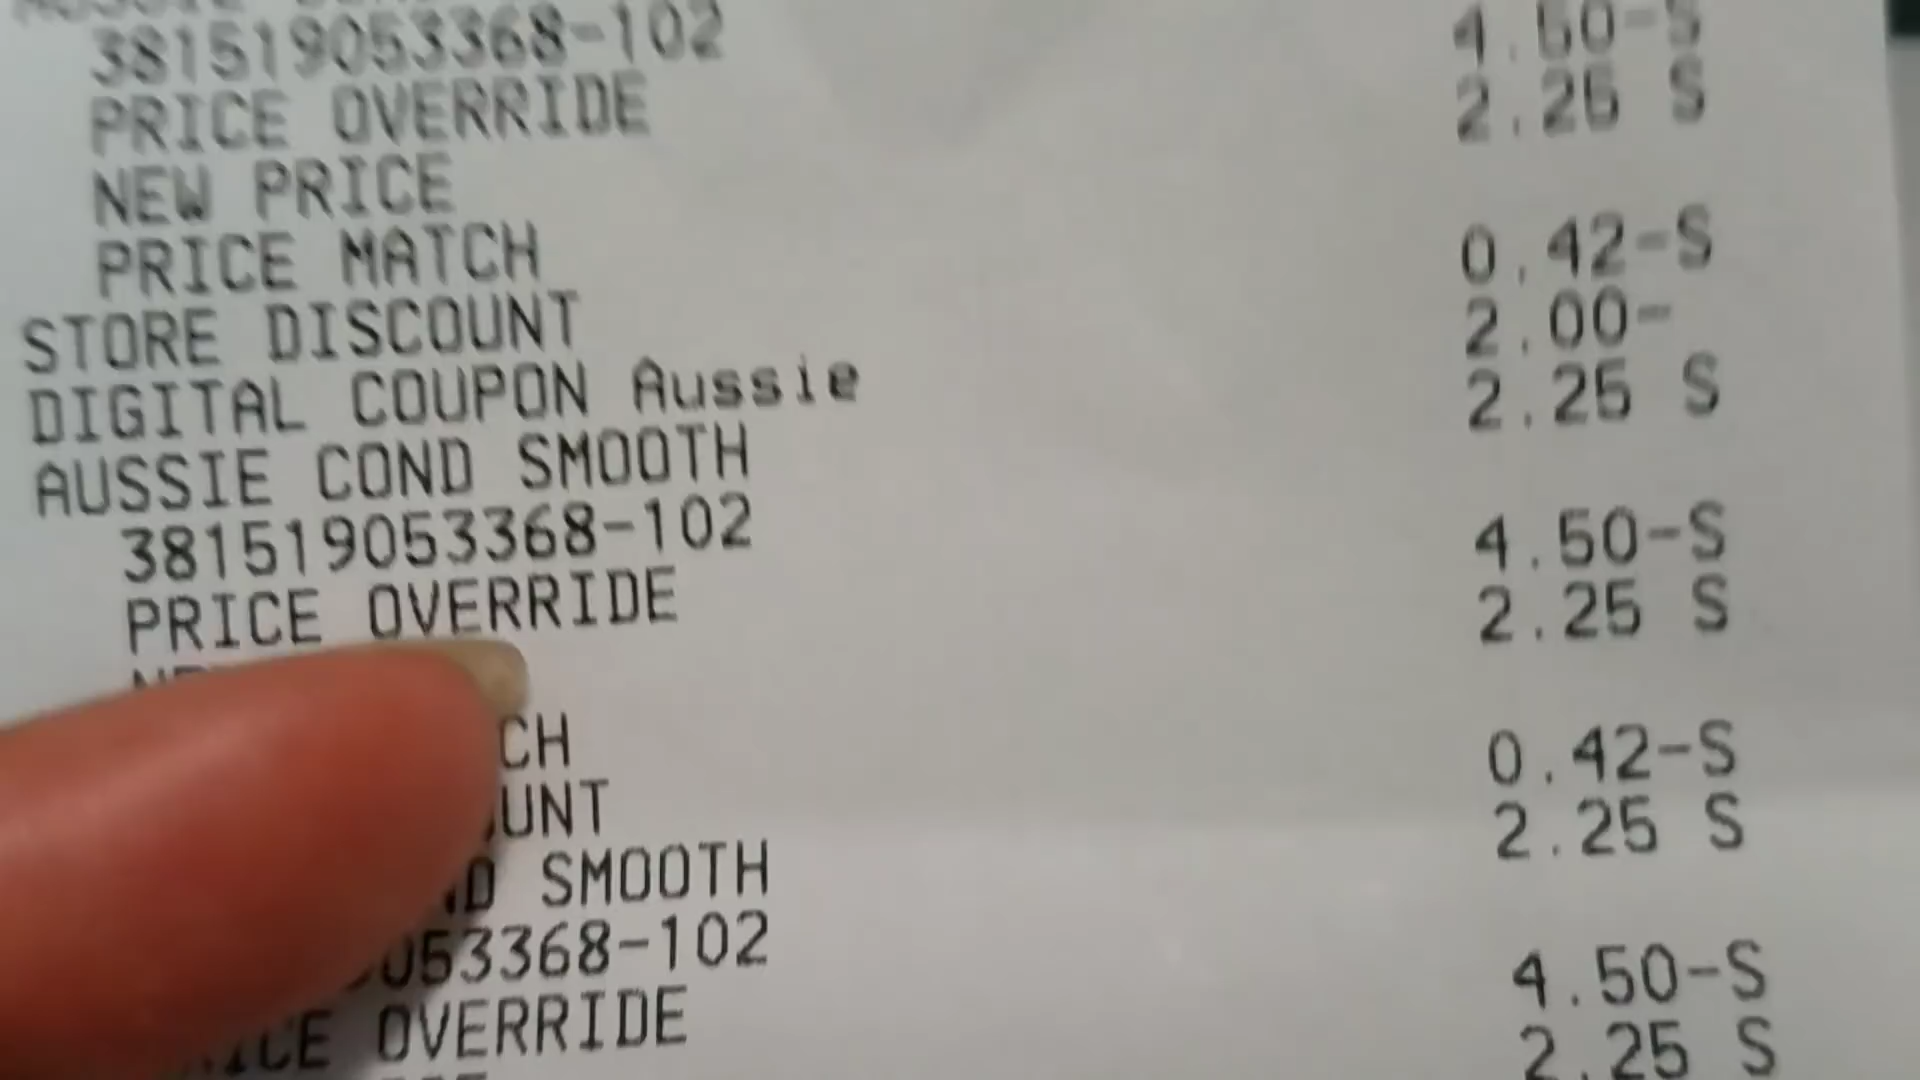 381519053368-102
PRICE OVERRIDE 4.50-S
NEW PRICE 2.25 S
PRICE MATCH
STORE DISCOUNT 0.42-S
DIGITAL COUPON Aussie 2.00-
AUSSIE COND SMOOTH 2.25 S
381519053368-102
PRICE OVERRIDE 4.50-S
2.25 S
CH
UNT 0.42-S
ND SMOOTH 2.25 S
053368-102
ICE OVERRIDE 4.50-S
2.25 S